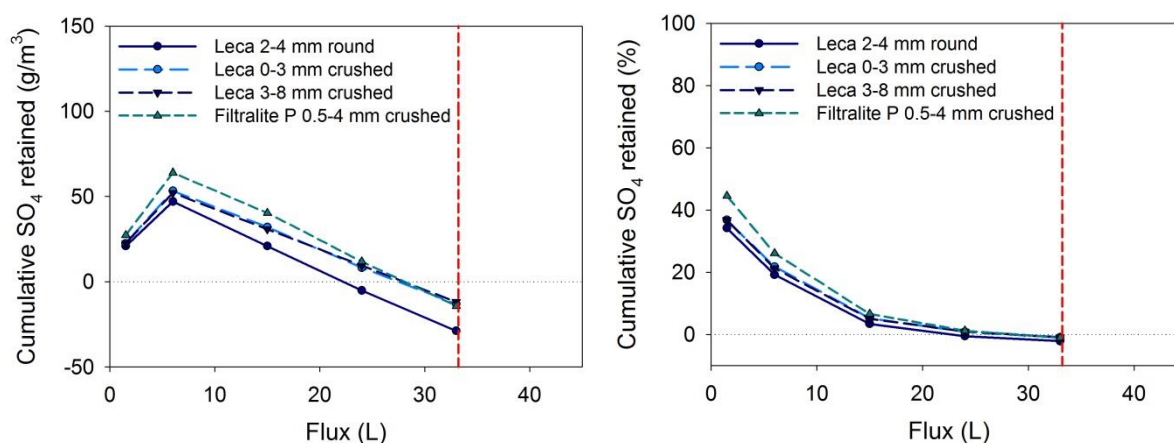 Cumulative SO₄ retained (g/m³)
150
100
50
0
-50
Leca 2-4 mm round
Leca 0-3 mm crushed
Leca 3-8 mm crushed
Filtralite P 0.5-4 mm crushed
0 10 20 30 40
Flux (L)
Cumulative SO₄ retained (%)
100
80
60
40
20
0
Leca 2-4 mm round
Leca 0-3 mm crushed
Leca 3-8 mm crushed
Filtralite P 0.5-4 mm crushed
0 10 20 30 40
Flux (L)